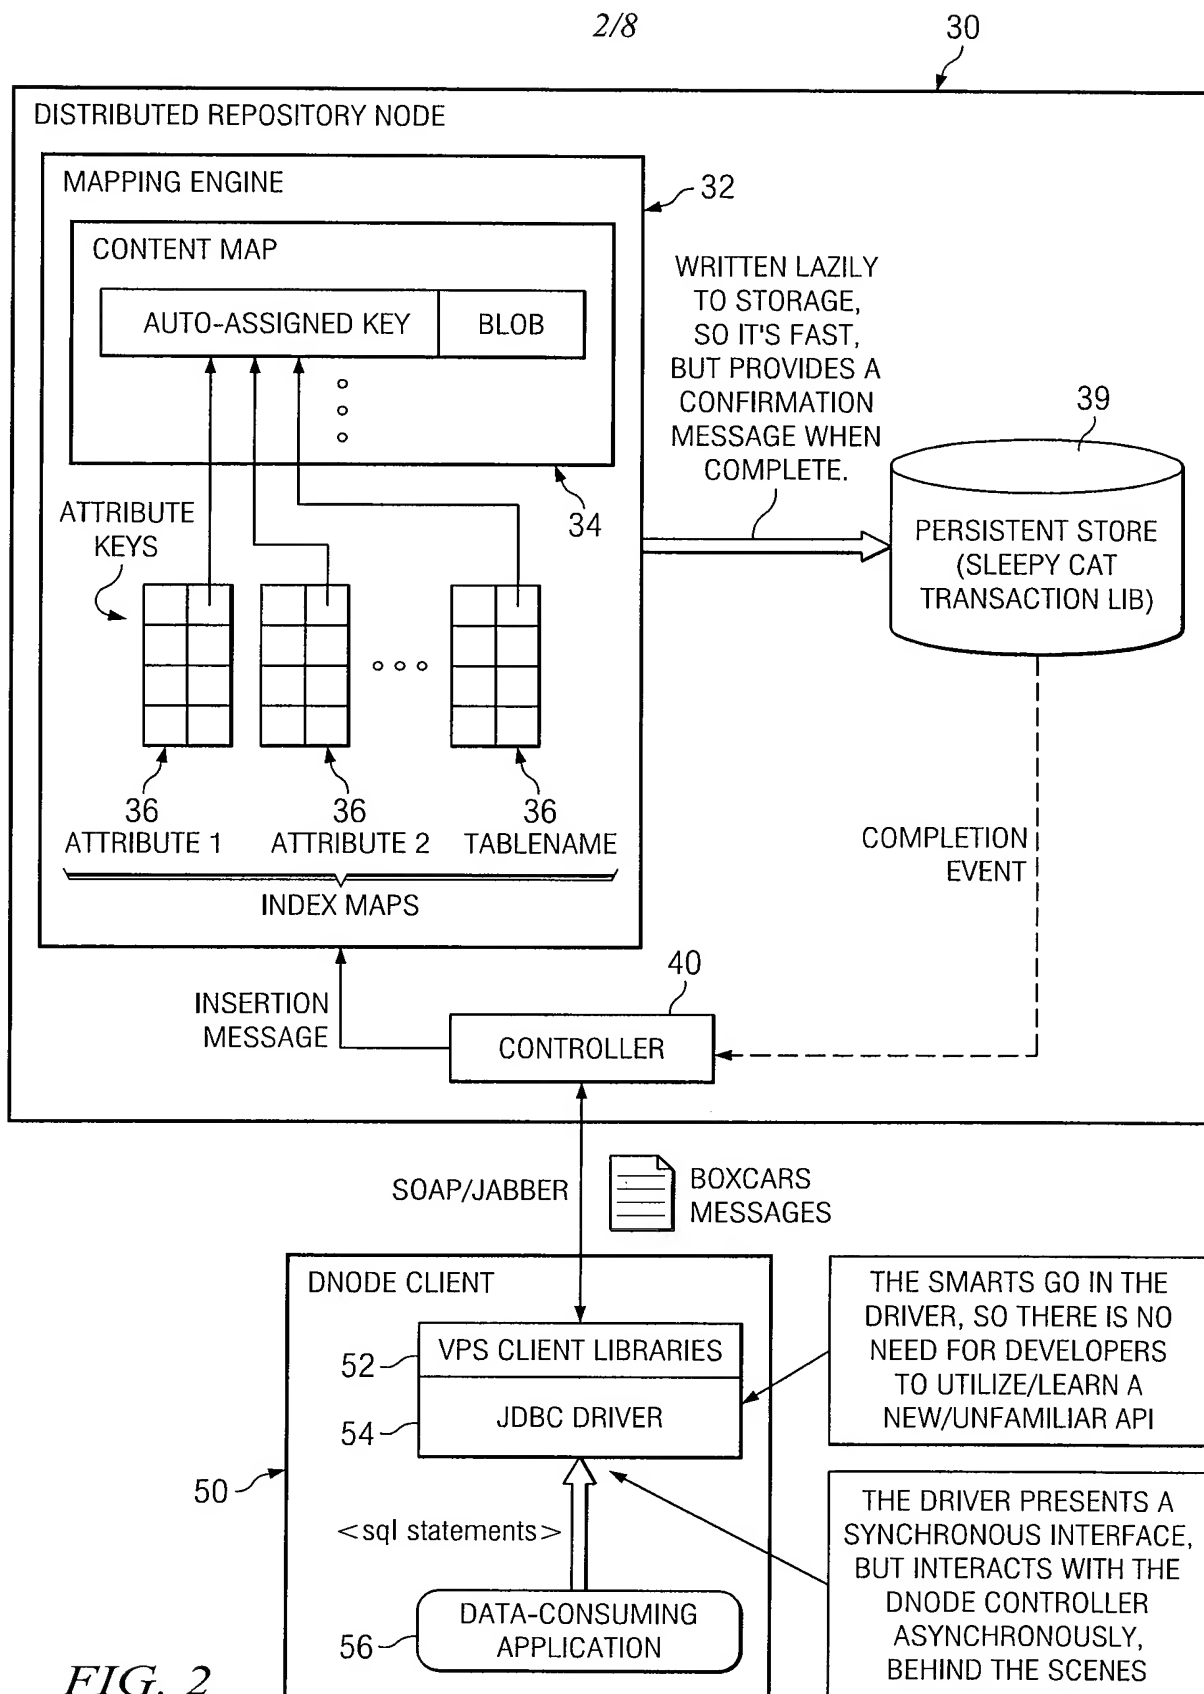 2/8
30
DISTRIBUTED REPOSITORY NODE
MAPPING ENGINE
32
CONTENT MAP
AUTO-ASSIGNED KEY
BLOB
34
WRITTEN LAZILY
TO STORAGE,
SO IT'S FAST,
BUT PROVIDES A
CONFIRMATION
MESSAGE WHEN
COMPLETE.
39
PERSISTENT STORE
(SLEEPY CAT
TRANSACTION LIB)
ATTRIBUTE
KEYS
36
36
36
ATTRIBUTE 1
ATTRIBUTE 2
TABLENAME
INDEX MAPS
COMPLETION
EVENT
INSERTION
MESSAGE
40
CONTROLLER
SOAP/JABBER
BOXCARS
MESSAGES
DNODE CLIENT
52
VPS CLIENT LIBRARIES
54
JDBC DRIVER
50
<sql statements>
56
DATA-CONSUMING
APPLICATION
THE SMARTS GO IN THE
DRIVER, SO THERE IS NO
NEED FOR DEVELOPERS
TO UTILIZE/LEARN A
NEW/UNFAMILIAR API
THE DRIVER PRESENTS A
SYNCHRONOUS INTERFACE,
BUT INTERACTS WITH THE
DNODE CONTROLLER
ASYNCHRONOUSLY,
BEHIND THE SCENES
FIG. 2